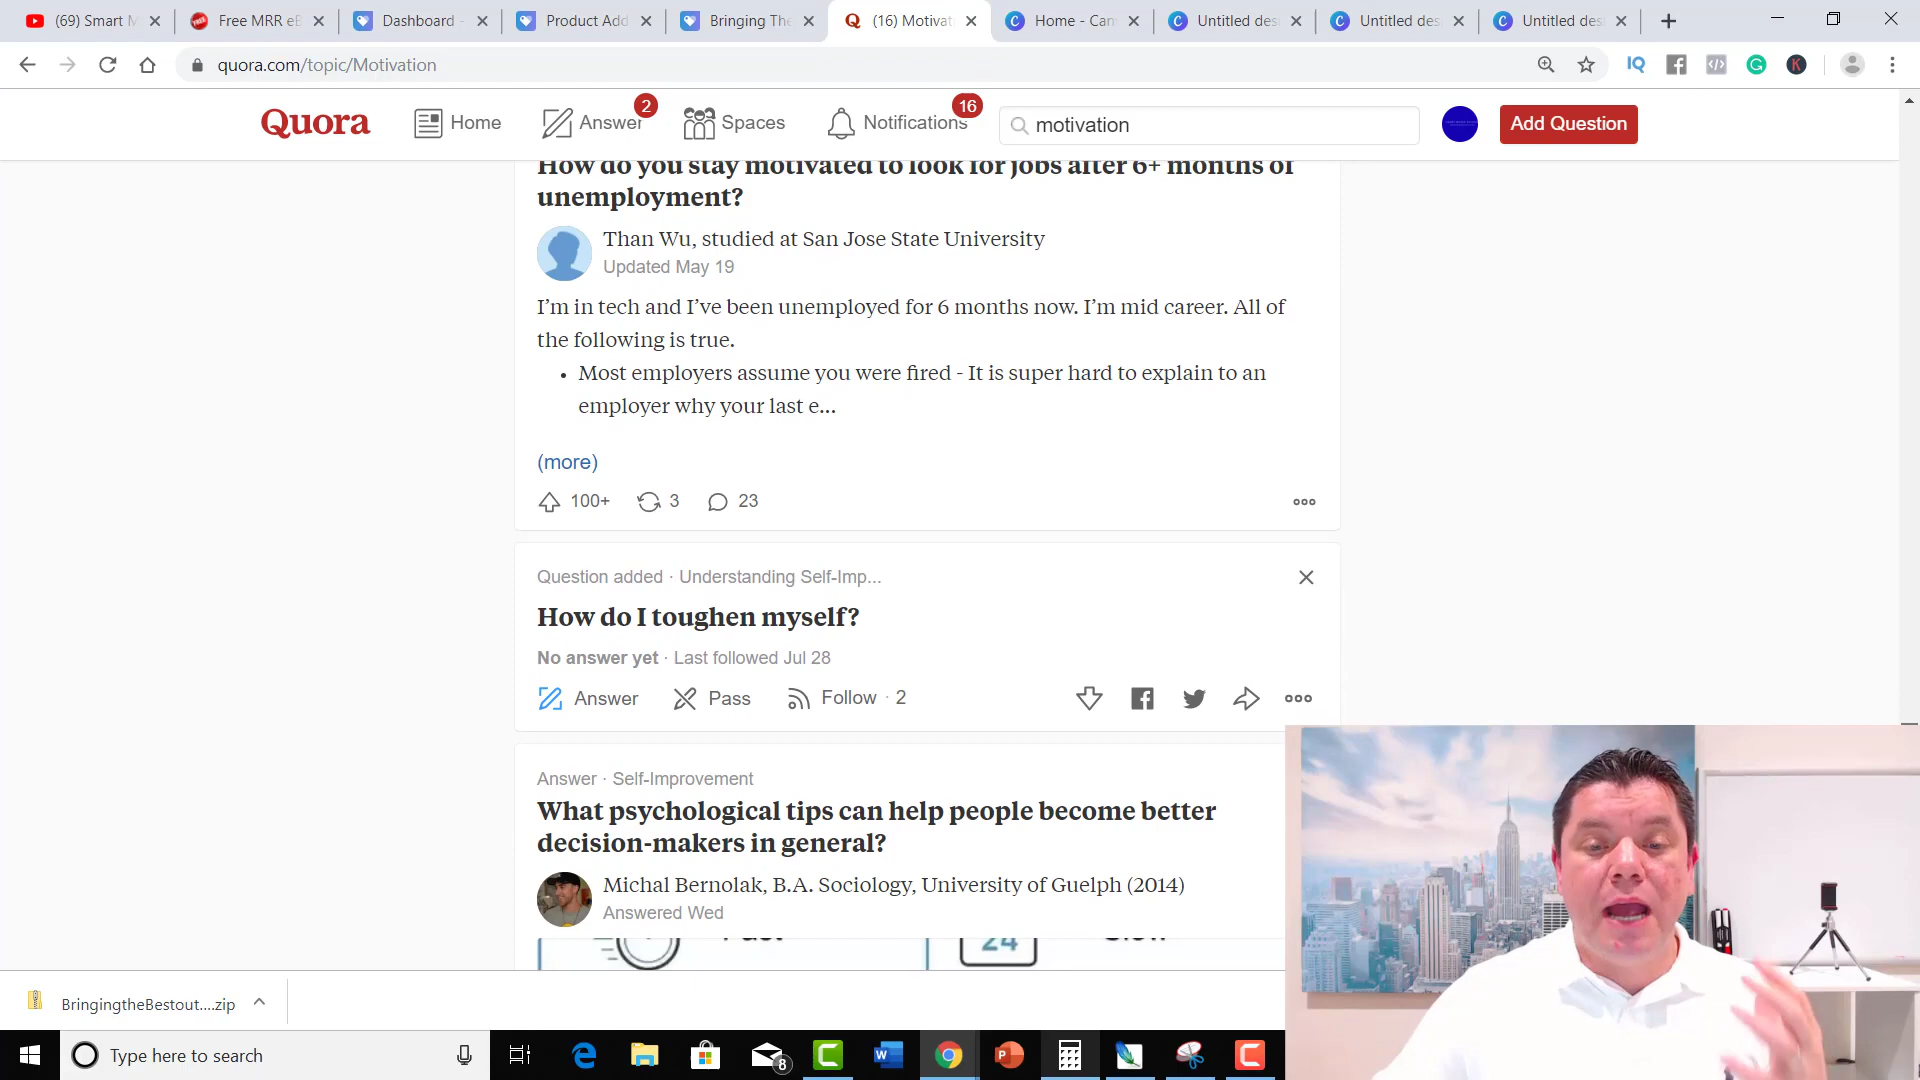 (69) Smart M
Free MRR eB
Dashboard -
Product Add
Bringing The
(16) Motivat
Home - Can
Untitled des
Untitled des
Untitled des
quora.com/topic/Motivation
Quora
Home
Answer
2
Spaces
Notifications
16
motivation
Add Question
How do you stay motivated to look for jobs after 6+ months of
unemployment?
Than Wu, studied at San Jose State University
Updated May 19
I’m in tech and I’ve been unemployed for 6 months now. I’m mid career. All of
the following is true.
• Most employers assume you were fired - It is super hard to explain to an
employer why your last e...
(more)
100+
3
23
Question added · Understanding Self-Imp...
How do I toughen myself?
No answer yet · Last followed Jul 28
Answer
Pass
Follow · 2
Answer · Self-Improvement
What psychological tips can help people become better
decision-makers in general?
Michal Bernolak, B.A. Sociology, University of Guelph (2014)
Answered Wed
24
BringingtheBestout....zip
Type here to search
8